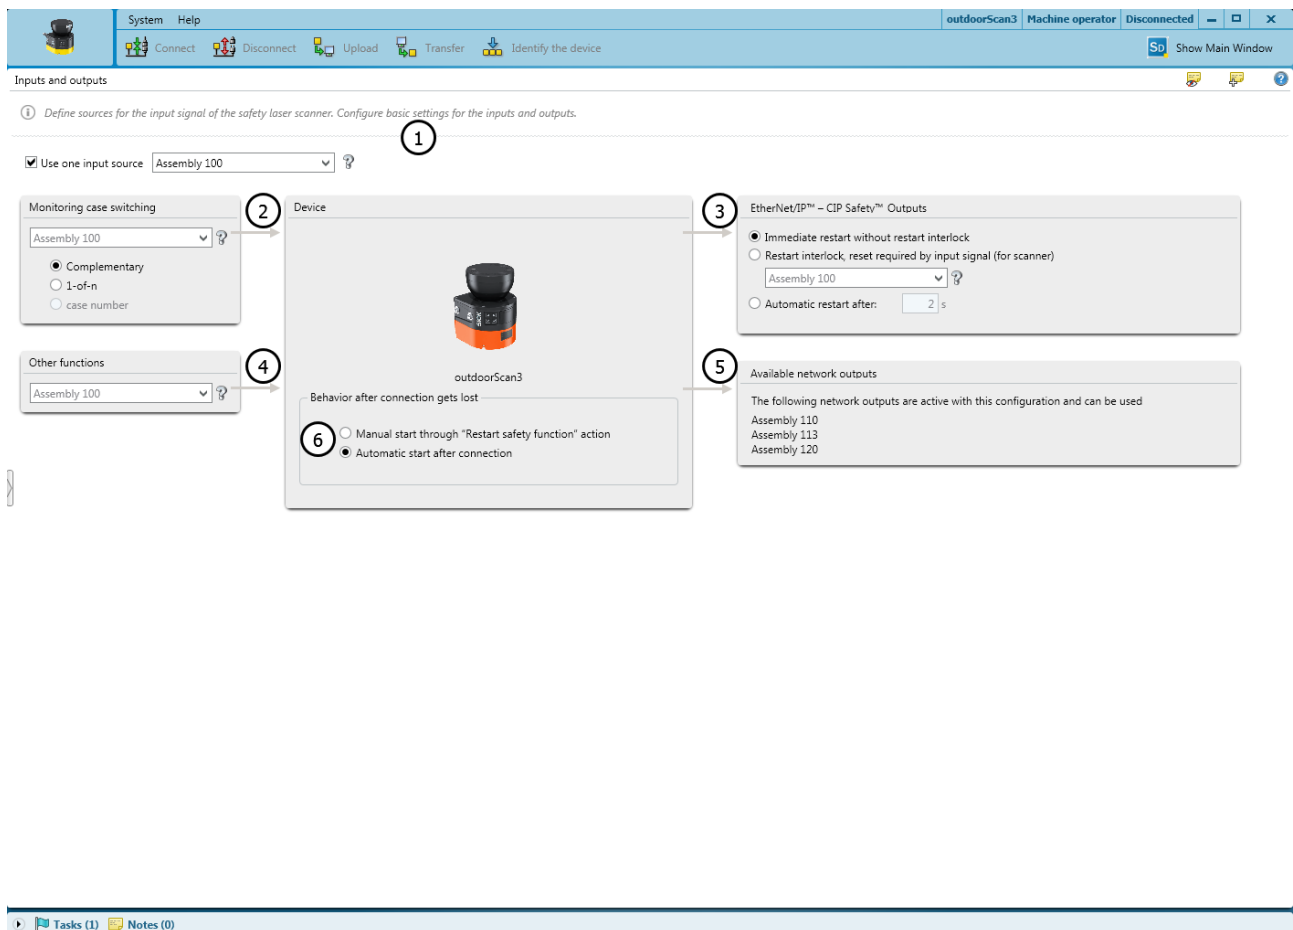 System Help
outdoorScan3 Machine operator Disconnected
Connect Disconnect Upload Transfer Identify the device
SD Show Main Window
Inputs and outputs
Define sources for the input signal of the safety laser scanner. Configure basic settings for the inputs and outputs.
1
Use one input source Assembly 100
Monitoring case switching
2
Assembly 100
Complementary
1-of-n
case number
Other functions
4
Assembly 100
Device
SICK
outdoorScan3
Behavior after connection gets lost
6
Manual start through "Restart safety function" action
Automatic start after connection
3
EtherNet/IP™ – CIP Safety™ Outputs
Immediate restart without restart interlock
Restart interlock, reset required by input signal (for scanner)
Assembly 100
Automatic restart after: 2 s
5
Available network outputs
The following network outputs are active with this configuration and can be used
Assembly 110
Assembly 113
Assembly 120
Tasks (1) Notes (0)